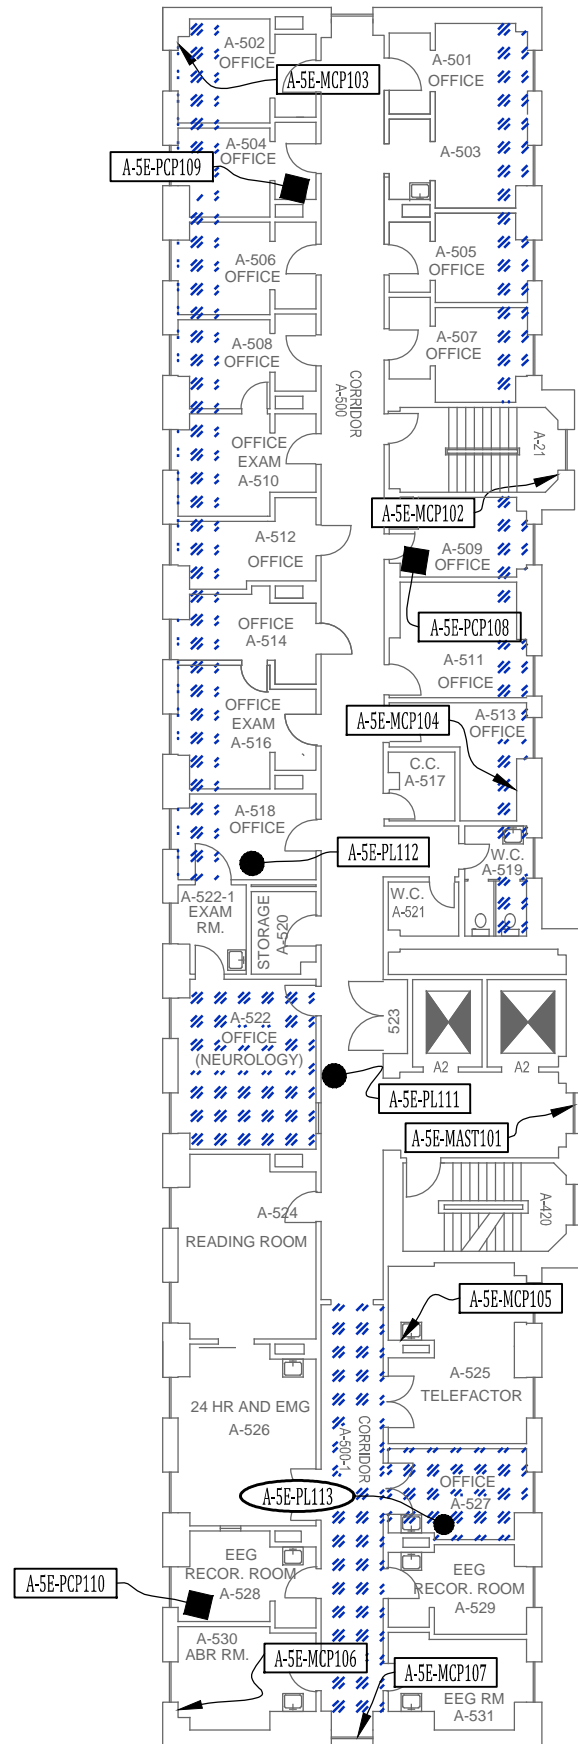 A-502
OFFICE
A-501
OFFICE
A-5E-MCP103
A-504
OFFICE
A-503
A-5E-PCP109
A-506
OFFICE
A-505
OFFICE
A-508
OFFICE
A-507
OFFICE
CORRIDOR
A-500
OFFICE
EXAM
A-510
A-21
A-5E-MCP102
A-512
OFFICE
A-509
OFFICE
A-5E-PCP108
OFFICE
A-514
A-511
OFFICE
OFFICE
EXAM
A-516
A-5E-MCP104
A-513
OFFICE
C.C.
A-517
A-518
OFFICE
A-5E-PL112
W.C.
A-519
A-522-1
EXAM
RM.
STORAGE
A-520
W.C.
A-521
A-522
OFFICE
(NEUROLOGY)
523
A2
A2
A-5E-PL111
A-5E-MAST101
A-524
READING ROOM
A-420
A-5E-MCP105
A-525
TELEFACTOR
24 HR AND EMG
A-526
CORRIDOR
A-500-1
OFFICE
A-527
A-5E-PL113
EEG
RECOR. ROOM
A-528
EEG
RECOR. ROOM
A-529
A-5E-PCP110
A-530
ABR RM.
A-5E-MCP106
A-5E-MCP107
EEG RM
A-531